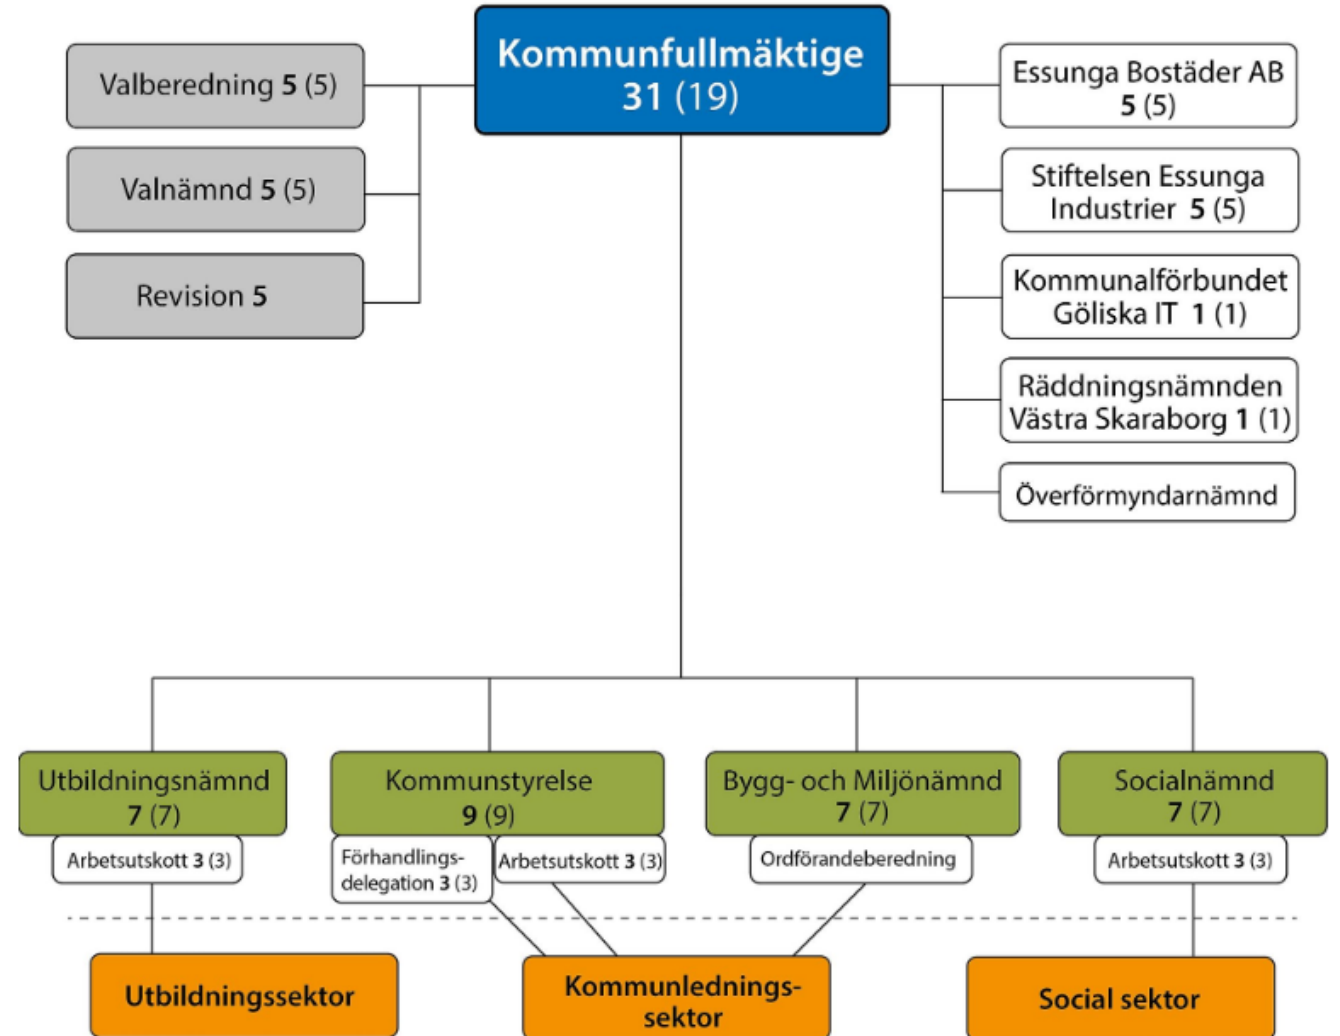 Kommunfullmäktige
31 (19)
Valberedning 5 (5)
Valnämnd 5 (5)
Revision 5
Essunga Bostäder AB
5 (5)
Stiftelsen Essunga
Industrier 5 (5)
Kommunalförbundet
Göliska IT 1 (1)
Räddningsnämnden
Västra Skaraborg 1 (1)
Överförmyndarnämnd
Utbildningsnämnd
7 (7)
Arbetsutskott 3 (3)
Kommunstyrelse
9 (9)
Förhandlings-
delegation 3 (3)
Arbetsutskott 3 (3)
Bygg- och Miljönämnd
7 (7)
Ordförandeberedning
Socialnämnd
7 (7)
Arbetsutskott 3 (3)
Utbildningssektor
Kommunlednings-
sektor
Social sektor